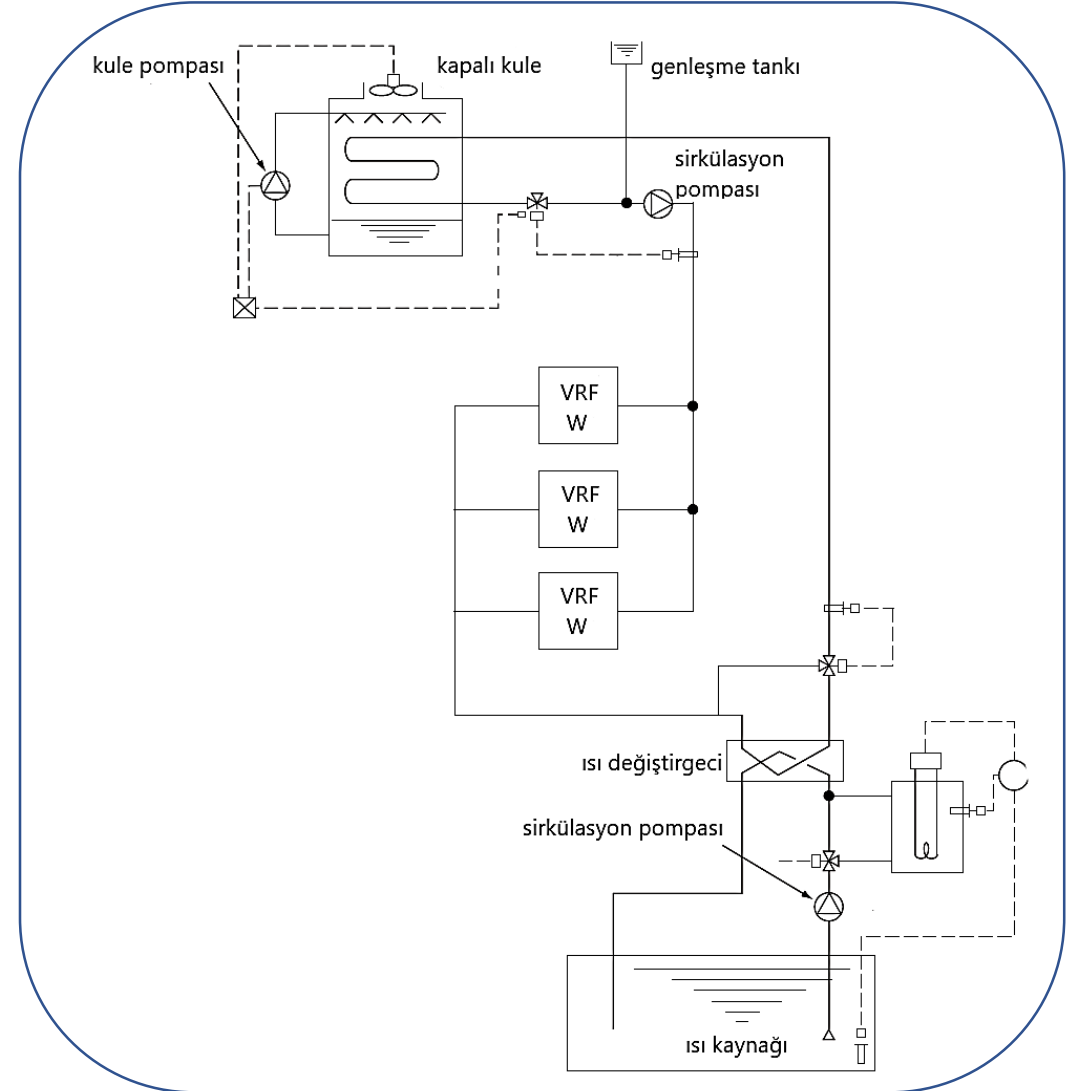 kule pompası
kapalı kule
genleşme tankı
sirkülasyon
pompası
VRF
W
VRF
W
VRF
W
ısı değiştirgeci
sirkülasyon pompası
ısı kaynağı